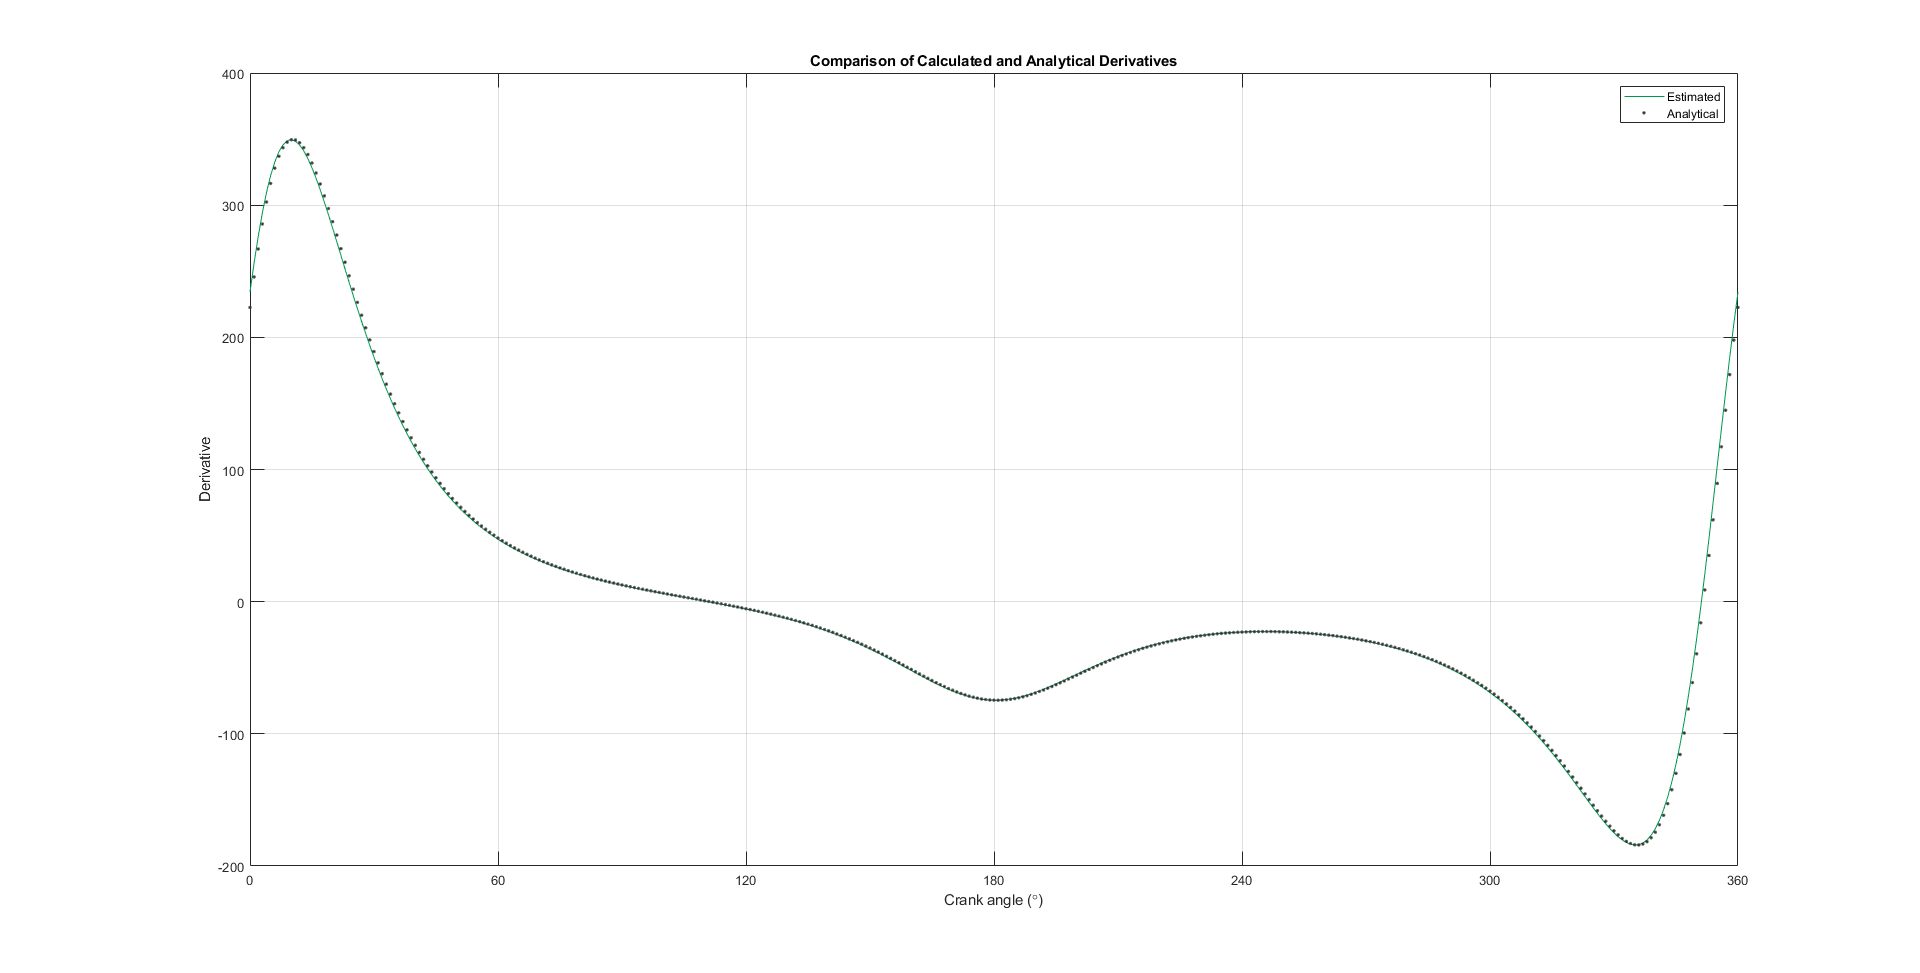 Comparison of Calculated and Analytical Derivatives
400
300
200
100
0
-100
-200
Derivative
Estimated
Analytical
0 60 120 180 240 300 360
Crank angle (°)